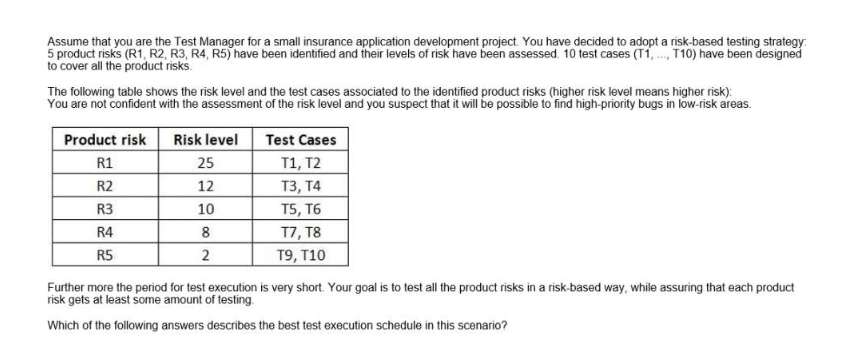 Assume that you are the Test Manager for a small insurance application development project. You have decided to adopt a risk-based testing strategy:
5 product risks (R1, R2, R3, R4, R5) have been identified and their levels of risk have been assessed. 10 test cases (T1, ..., T10) have been designed
to cover all the product risks.
The following table shows the risk level and the test cases associated to the identified product risks (higher risk level means higher risk):
You are not confident with the assessment of the risk level and you suspect that it will be possible to find high-priority bugs in low-risk areas.
Product risk Risk level Test Cases
R1 25 T1, T2
R2 12 T3, T4
R3 10 T5, T6
R4 8 T7, T8
R5 2 T9, T10
Further more the period for test execution is very short. Your goal is to test all the product risks in a risk-based way, while assuring that each product
risk gets at least some amount of testing.
Which of the following answers describes the best test execution schedule in this scenario?